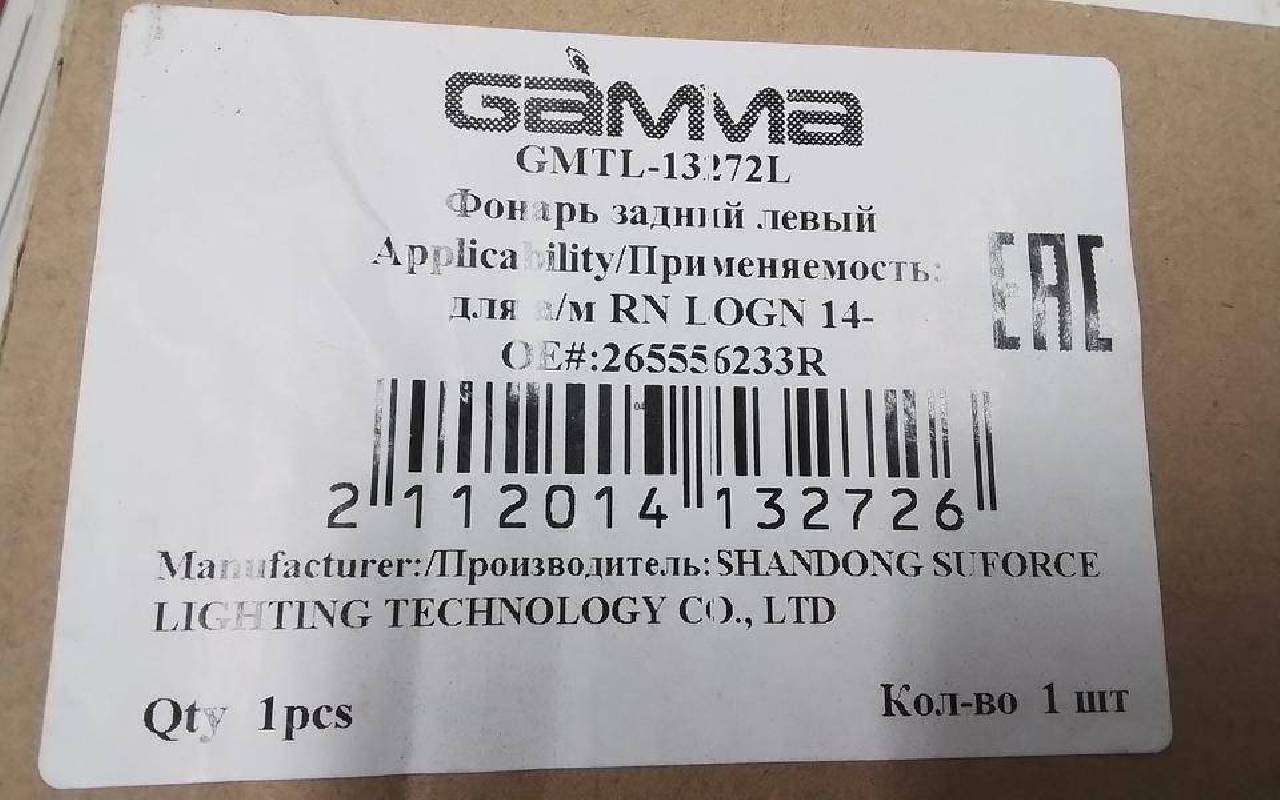 GAMMA
GMTL-13272L
Фонарь задний левый
Applicability/Применяемость:
для а/м RN LOGN 14-
OE#:265556233R
EAC
2 112014 132726
Manufacturer:/Производитель:SHANDONG SUFORCE
LIGHTING TECHNOLOGY CO., LTD
Qty 1pcs
Кол-во 1 шт